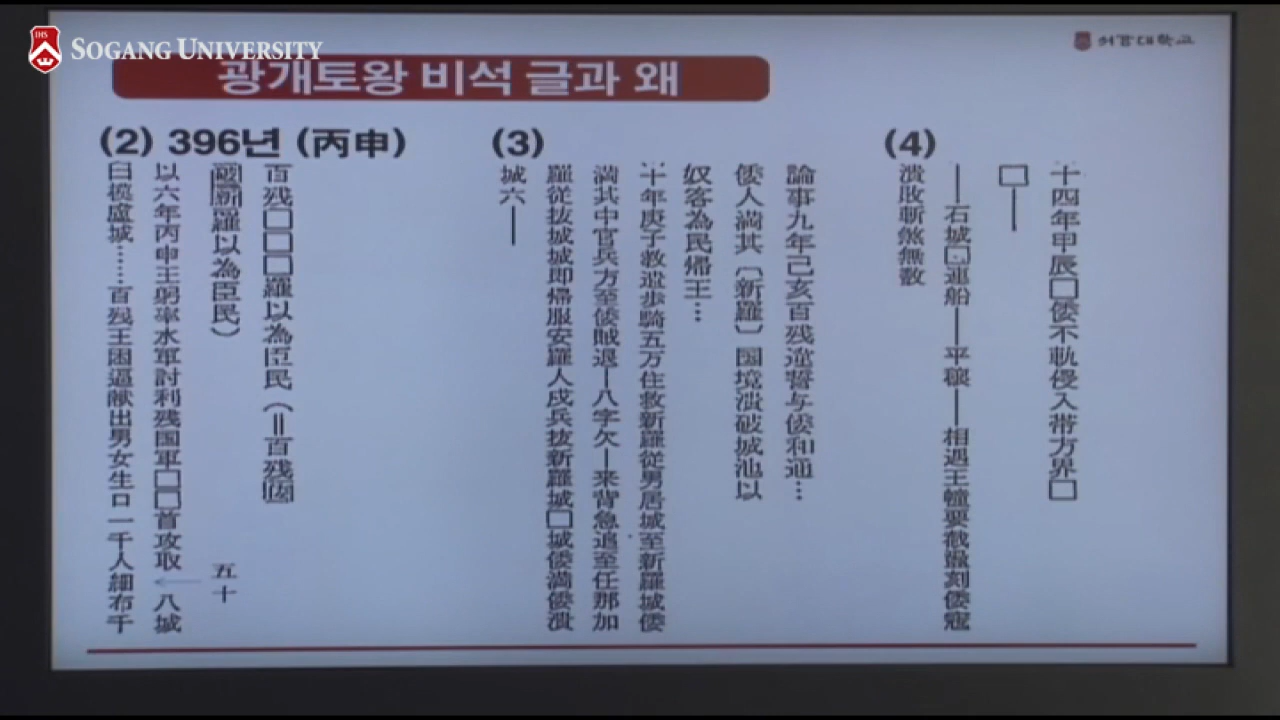 SOGANG UNIVERSITY
서강대학교
광개토왕 비석 글과 왜
(2) 396년 (丙申)
百残□□□羅以為臣民（＝百残
新羅以為臣民）
五十
以六年丙申王躬率水軍討利残国軍□□首攻取←八城
曰模盧城……百残王困逼献出男女生口一千人細布千
(3)
論事九年己亥百残違誓与倭和通…
倭人満其〔新羅〕国境潰破城池以
奴客為民帰王…
十年庚子教遣歩騎五万住救新羅従男居城至新羅城倭
満其中官兵方至倭賊退—八字欠—来背急追至任那加
羅従抜城城即帰服安羅人戍兵抜新羅城□城倭満倭潰
城六——
(4)
十四年甲辰□倭不軌侵入帯方界□
□——
——石城□連船——平穣——相遇王幢要截盪刻倭寇
潰敗斬煞無数